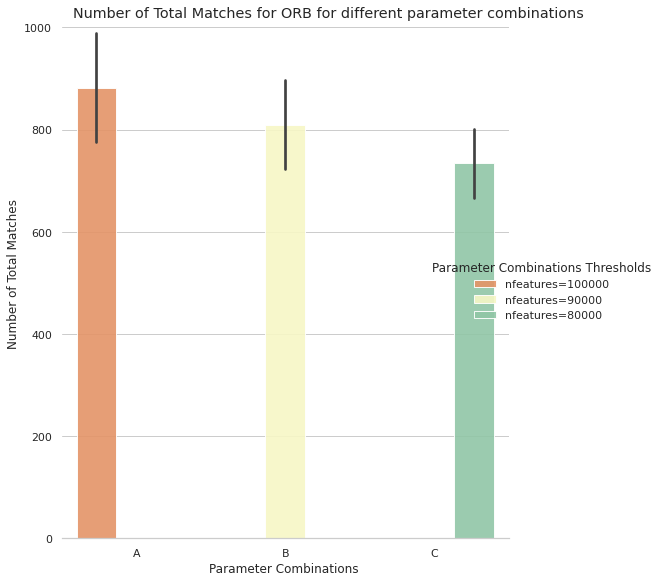 Number of Total Matches for ORB for different parameter combinations
1000
800
600
400
200
0
Number of Total Matches
A
B
C
Parameter Combinations
Parameter Combinations Thresholds
nfeatures=100000
nfeatures=90000
nfeatures=80000